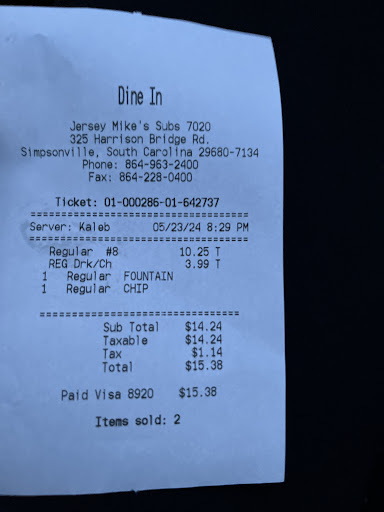 Dine In
Jersey Mike's Subs 7020
325 Harrison Bridge Rd.
Simpsonville, South Carolina 29680-7134
Phone: 864-963-2400
Fax: 864-228-0400
Ticket: 01-000286-01-642737
Server: Kaleb 05/23/24 8:29 PM
Regular #8 10.25 T
REG Drk/Ch 3.99 T
1 Regular FOUNTAIN
1 Regular CHIP
Sub Total $14.24
Taxable $14.24
Tax $1.14
Total $15.38
Paid Visa 8920 $15.38
Items sold: 2